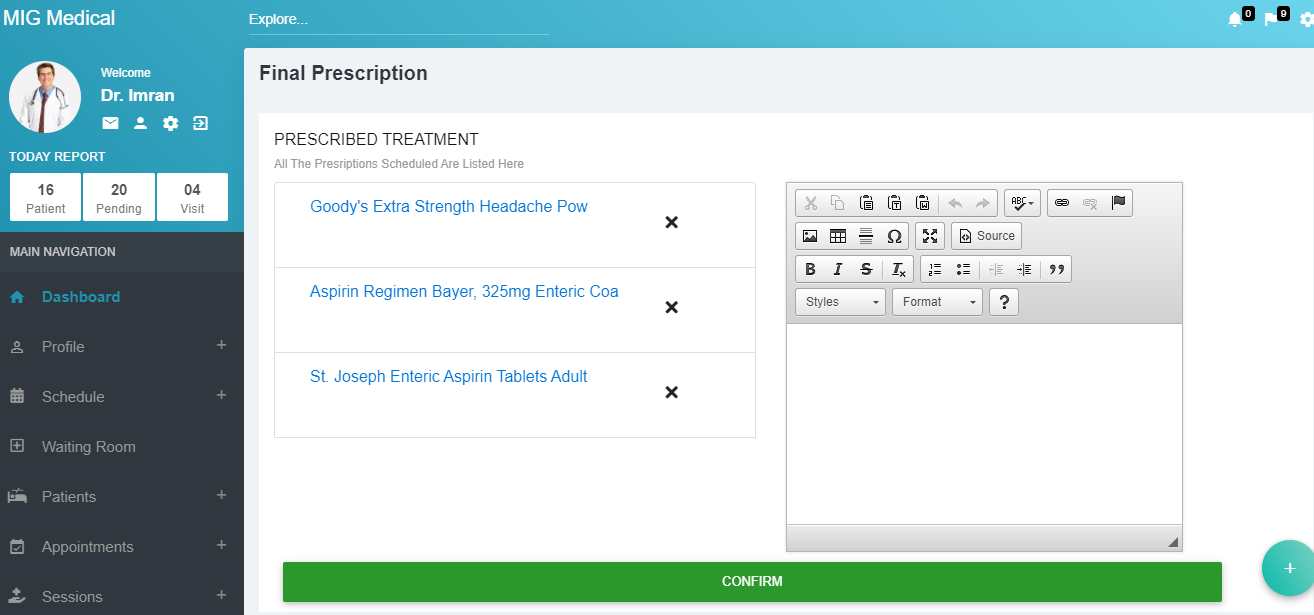 MIG Medical
Explore...
0
9
Welcome
Dr. Imran
TODAY REPORT
16
Patient
20
Pending
04
Visit
MAIN NAVIGATION
Dashboard
Profile +
Schedule +
Waiting Room
Patients +
Appointments +
Sessions +
Final Prescription
PRESCRIBED TREATMENT
All The Presriptions Scheduled Are Listed Here
Goody's Extra Strength Headache Pow
Aspirin Regimen Bayer, 325mg Enteric Coa
St. Joseph Enteric Aspirin Tablets Adult
ABC
Ω Source
B I S Tx
Styles Format ?
CONFIRM
+